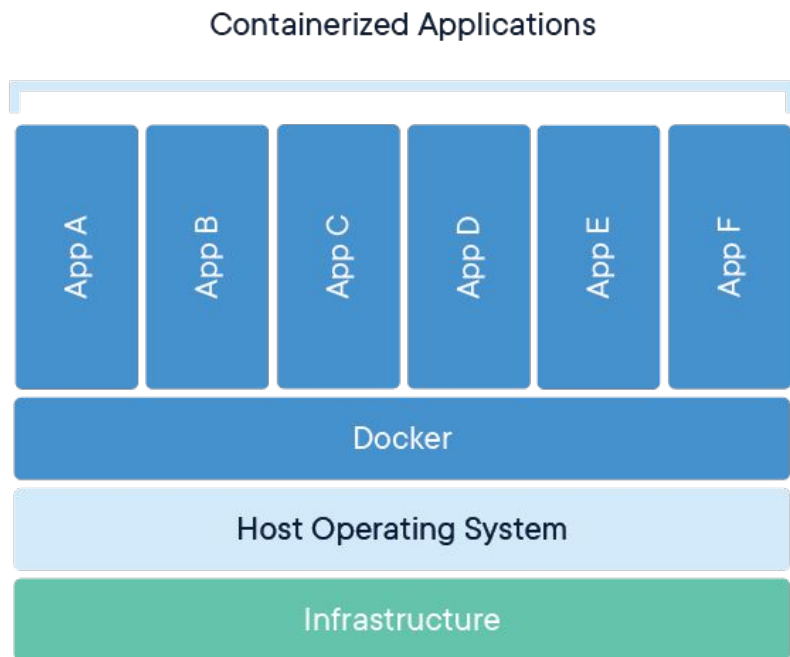 Containerized Applications
App A
App B
App C
App D
App E
App F
Docker
Host Operating System
Infrastructure